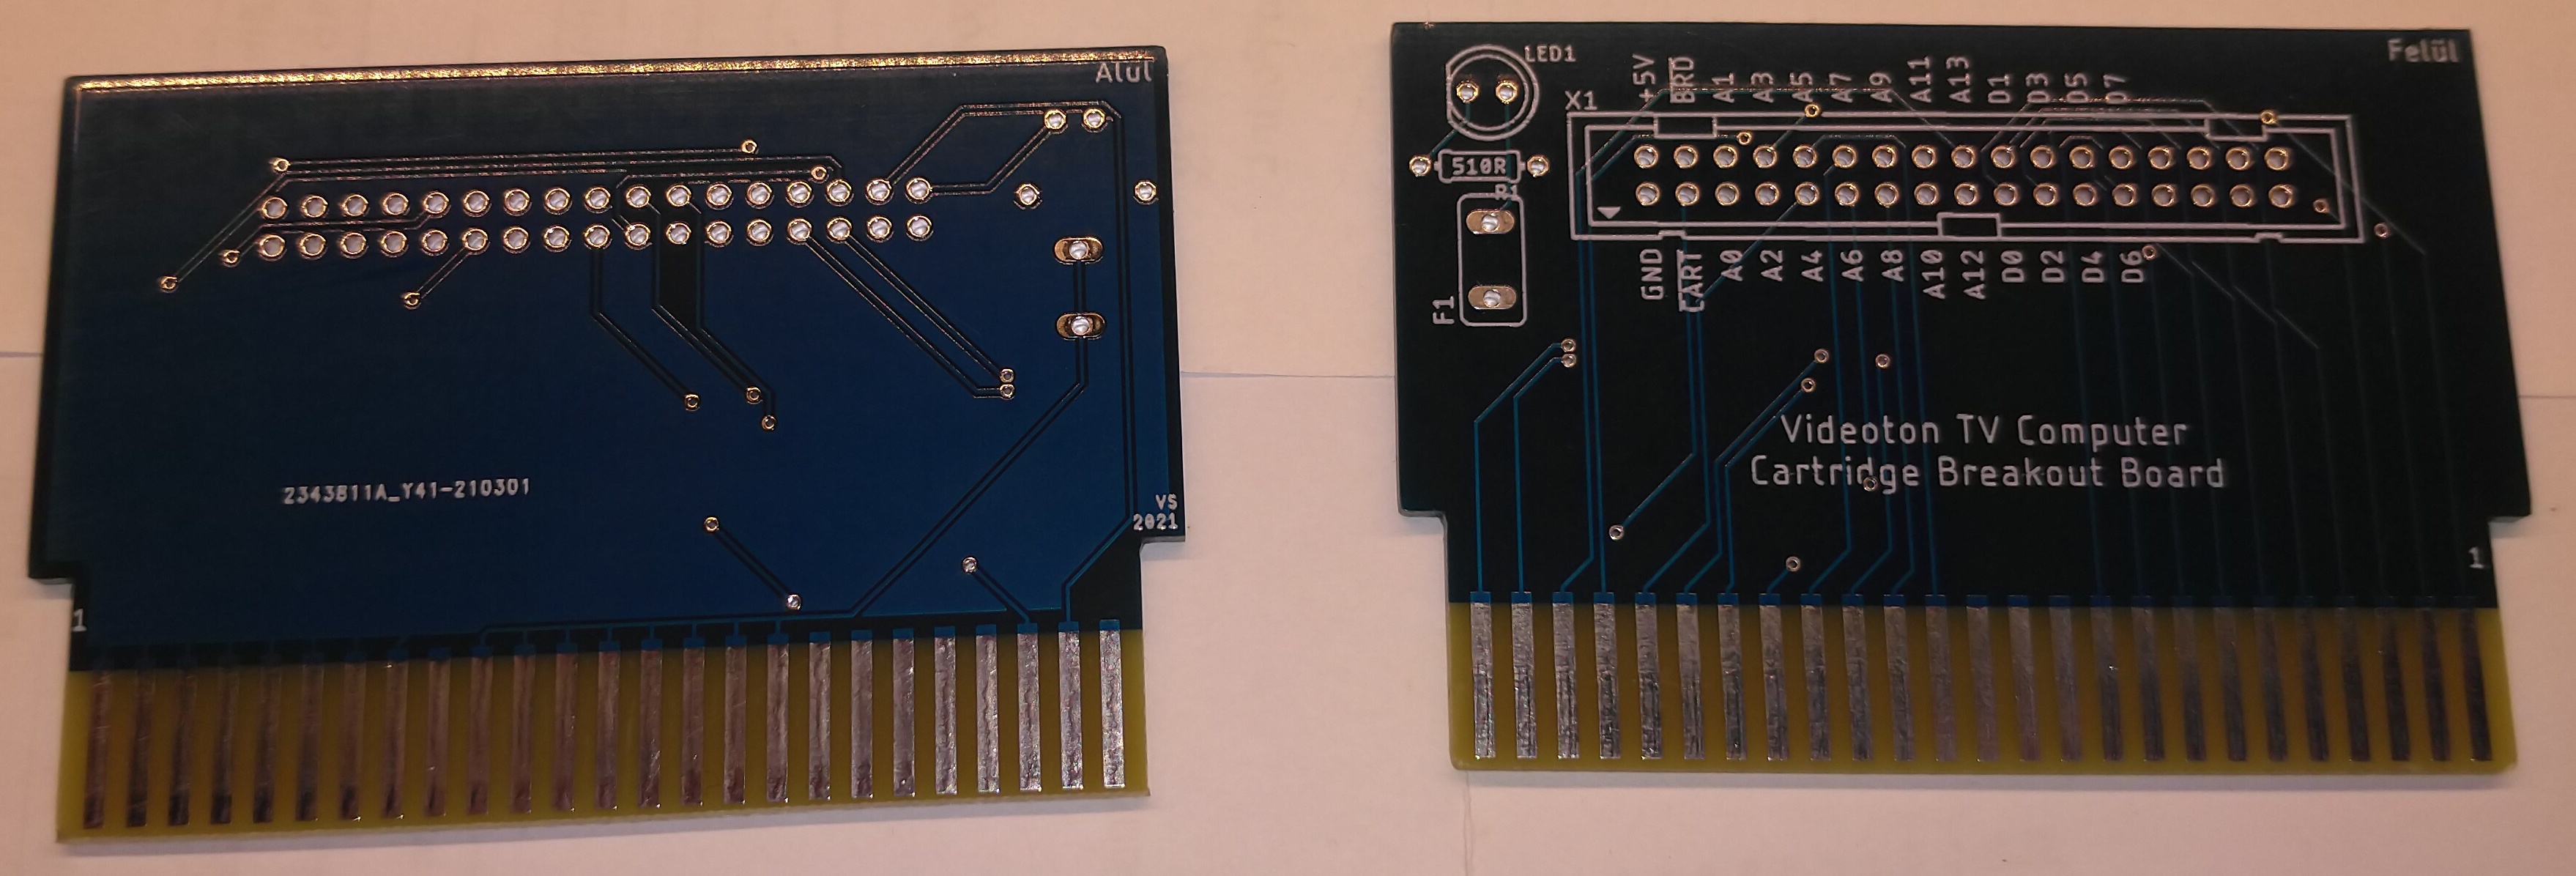 Alul
2343811A_Y41-210301
VS
2021
1
LED1
Felül
+5V BRD A1 A3 A5 A7 A9 A11 A13 D1 D3 D5 D7
X1
510R
R1
GND CART A0 A2 A4 A6 A8 A10 A12 D0 D2 D4 D6
F1
Videoton TV Computer
Cartridge Breakout Board
1